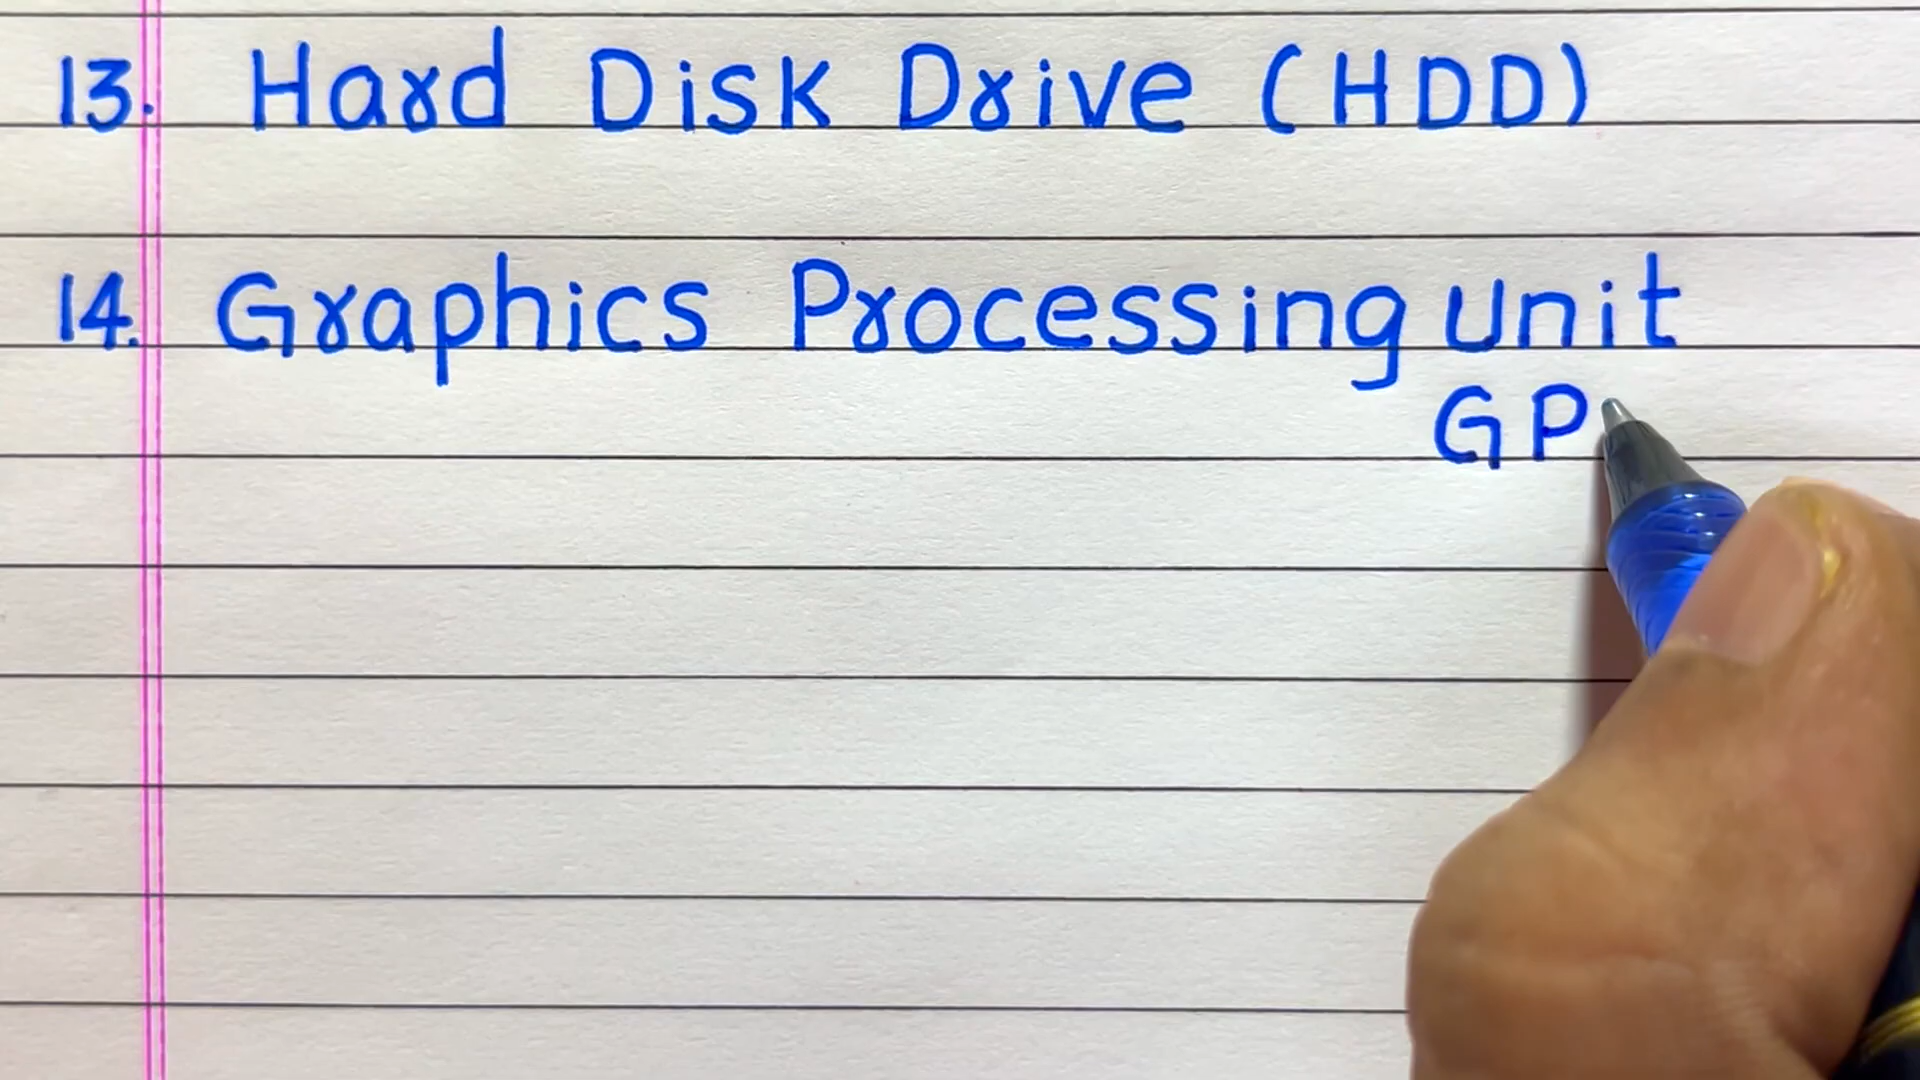 13. Hard Disk Drive (HDD)
14. Graphics Processing unit
GP